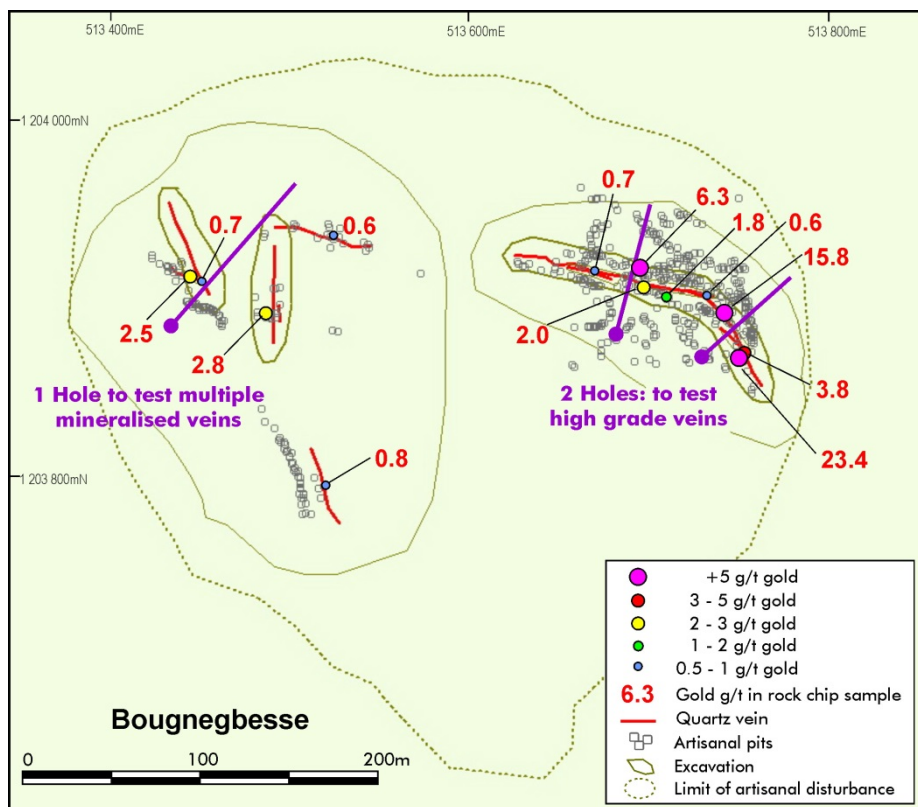 513 400mE
513 600mE
513 800mE
1 204 000mN
0.7
6.3
1.8
0.6
15.8
0.7
0.6
2.5
2.8
2.0
3.8
23.4
1 Hole to test multiple
mineralised veins
2 Holes: to test
high grade veins
0.8
1 203 800mN
+5 g/t gold
3 - 5 g/t gold
2 - 3 g/t gold
1 - 2 g/t gold
0.5 - 1 g/t gold
6.3 Gold g/t in rock chip sample
Quartz vein
Artisanal pits
Excavation
Limit of artisanal disturbance
Bougnegbesse
0 100 200m